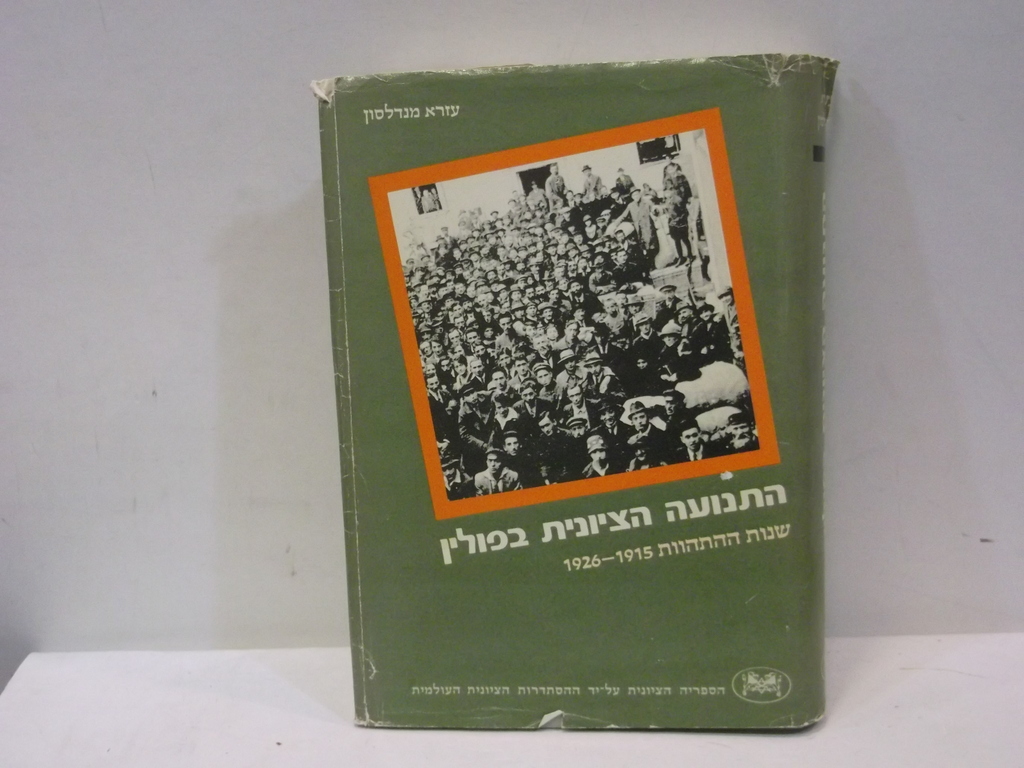 עזרא מנדלסון
התנועה הציונית בפולין
שנות ההתהוות 1915–1926
הספריה הציונית על־יד ההסתדרות הציונית העולמית